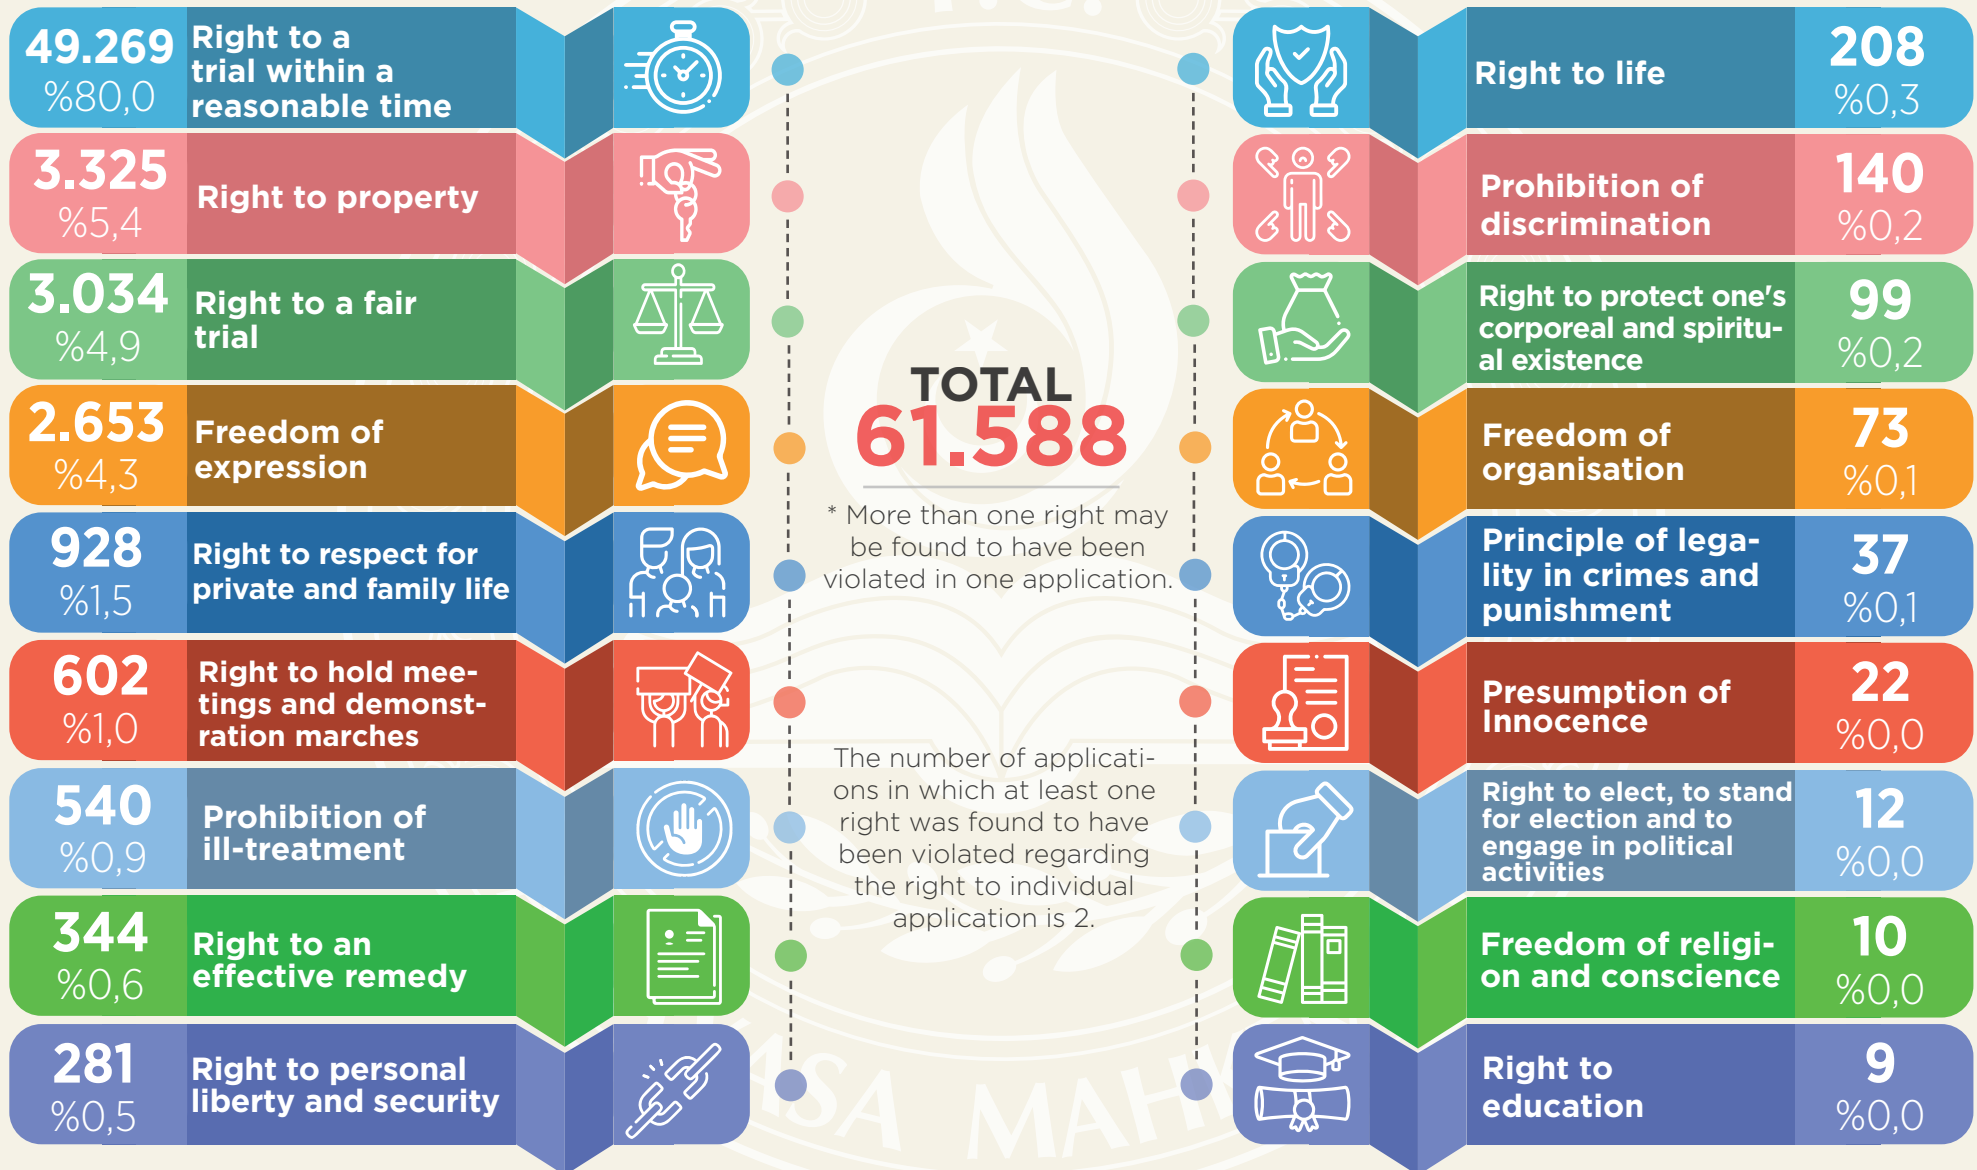 49.269
%80,0
Right to a
trial within a
reasonable time
3.325
%5,4
Right to property
3.034
%4,9
Right to a fair
trial
2.653
%4,3
Freedom of
expression
928
%1,5
Right to respect for
private and family life
602
%1,0
Right to hold mee-
tings and demonst-
ration marches
540
%0,9
Prohibition of
ill-treatment
344
%0,6
Right to an
effective remedy
281
%0,5
Right to personal
liberty and security
T.C.
TOTAL
61.588
* More than one right may
be found to have been
violated in one application.
The number of applicati-
ons in which at least one
right was found to have
been violated regarding
the right to individual
application is 2.
ASA MAHK
Right to life
208
%0,3
Prohibition of
discrimination
140
%0,2
Right to protect one's
corporeal and spiritu-
al existence
99
%0,2
Freedom of
organisation
73
%0,1
Principle of lega-
lity in crimes and
punishment
37
%0,1
Presumption of
Innocence
22
%0,0
Right to elect, to stand
for election and to
engage in political
activities
12
%0,0
Freedom of religi-
on and conscience
10
%0,0
Right to
education
9
%0,0